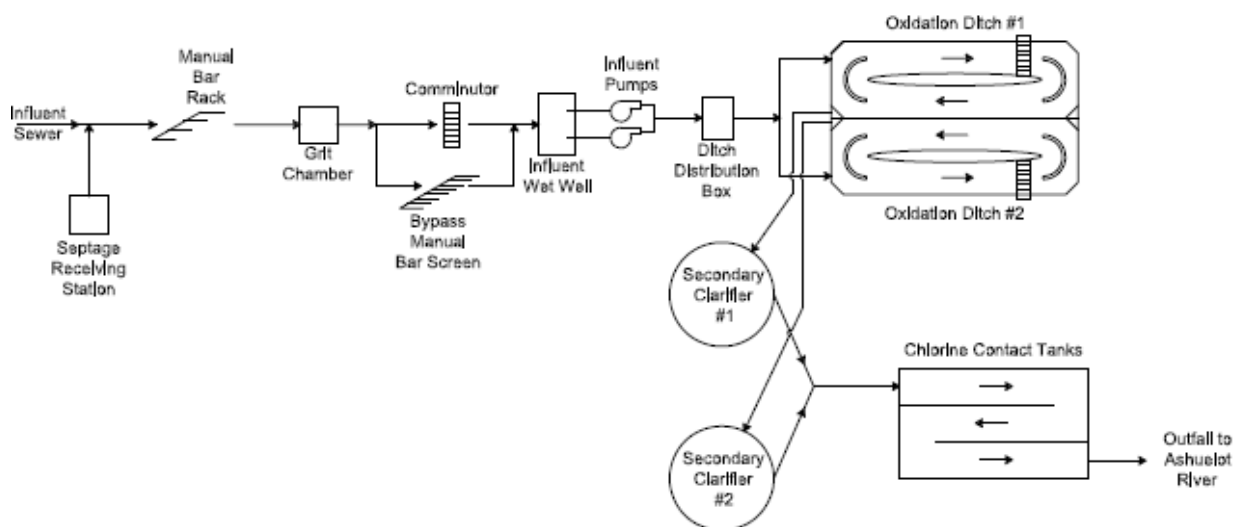 Oxidation Ditch #1
Manual
Bar
Rack
Influent
Sewer
Comminutor
Influent
Pumps
Grit
Chamber
Influent
Wet Well
Ditch
Distribution
Box
Oxidation Ditch #2
Septage
Receiving
Station
Bypass
Manual
Bar Screen
Secondary
Clarifier
#1
Chlorine Contact Tanks
Secondary
Clarifier
#2
Outfall to
Ashuelot
River